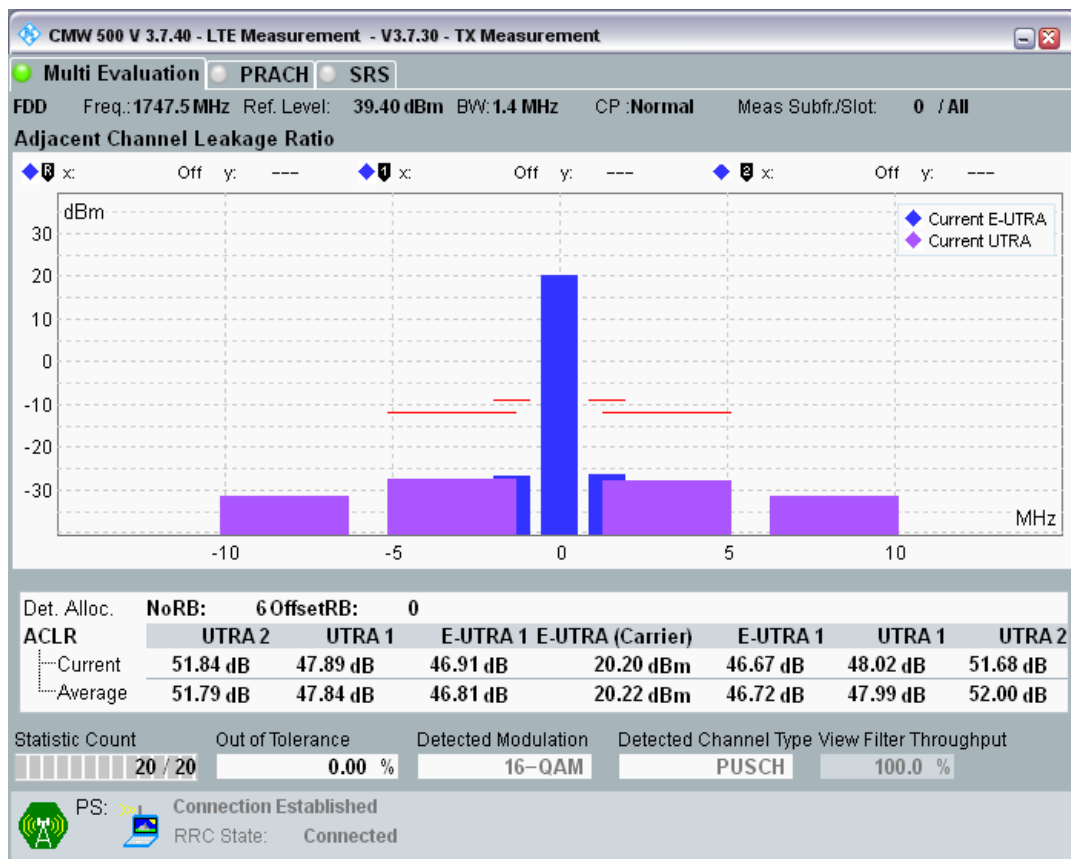 CMW 500 V 3.7.40 - LTE Measurement - V3.7.30 - TX Measurement
Multi Evaluation PRACH SRS
FDD Freq.: 1747.5 MHz Ref. Level: 39.40 dBm BW: 1.4 MHz CP :Normal Meas Subfr./Slot: 0 / All
Adjacent Channel Leakage Ratio
R x: Off y: --- 1 x: Off y: --- 2 x: Off y: ---
dBm
Current E-UTRA
Current UTRA
30
20
10
0
-10
-20
-30
MHz
-10 -5 0 5 10
Det. Alloc. NoRB: 6 OffsetRB: 0
ACLR UTRA 2 UTRA 1 E-UTRA 1 E-UTRA (Carrier) E-UTRA 1 UTRA 1 UTRA 2
Current 51.84 dB 47.89 dB 46.91 dB 20.20 dBm 46.67 dB 48.02 dB 51.68 dB
Average 51.79 dB 47.84 dB 46.81 dB 20.22 dBm 46.72 dB 47.99 dB 52.00 dB
Statistic Count Out of Tolerance Detected Modulation Detected Channel Type View Filter Throughput
20 / 20 0.00 % 16-QAM PUSCH 100.0 %
PS: Connection Established
RRC State: Connected